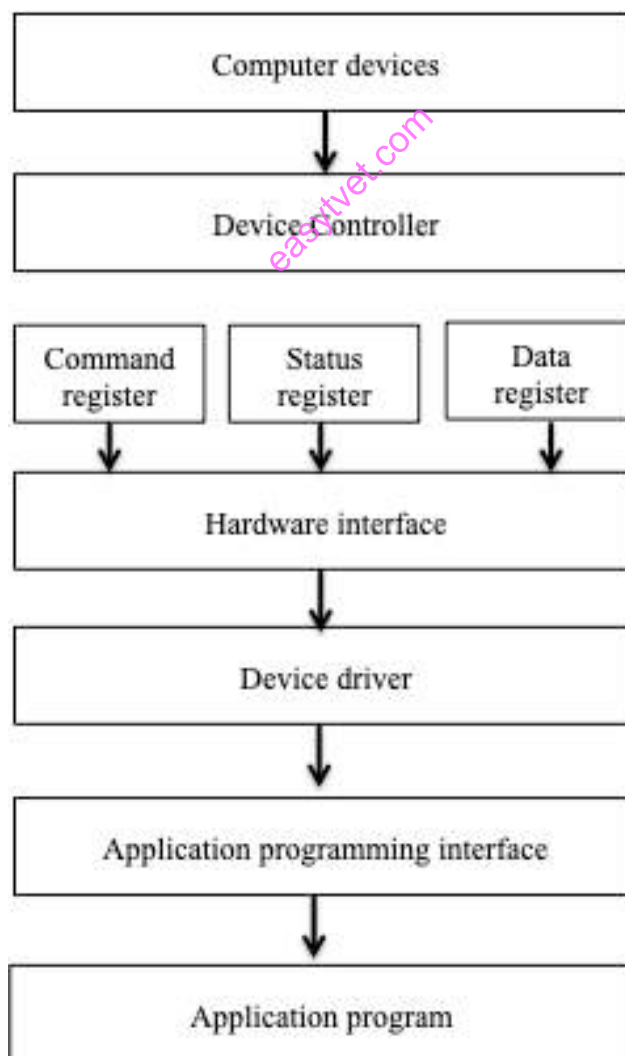 Computer devices
easytvet.com
Device Controller
Command register
Status register
Data register
Hardware interface
Device driver
Application programming interface
Application program